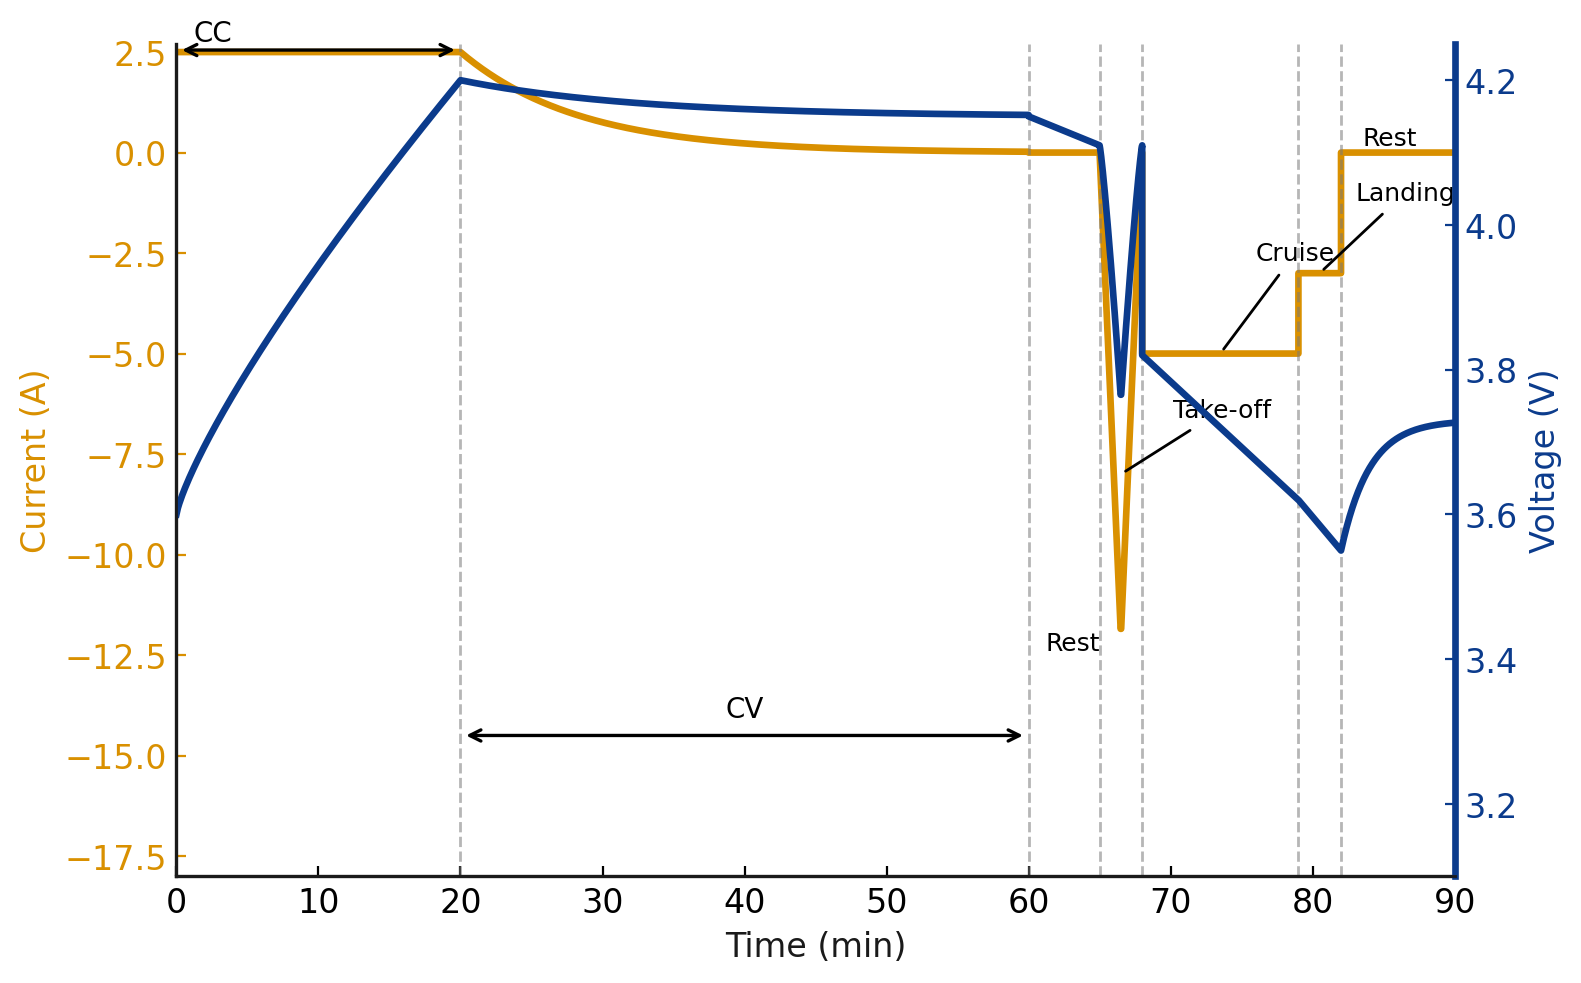 CC
2.5
0.0
−2.5
−5.0
−7.5
−10.0
−12.5
−15.0
−17.5
Current (A)
4.2
4.0
3.8
3.6
3.4
3.2
Voltage (V)
Rest
Landing
Cruise
Take-off
Rest
CV
0 10 20 30 40 50 60 70 80 90
Time (min)